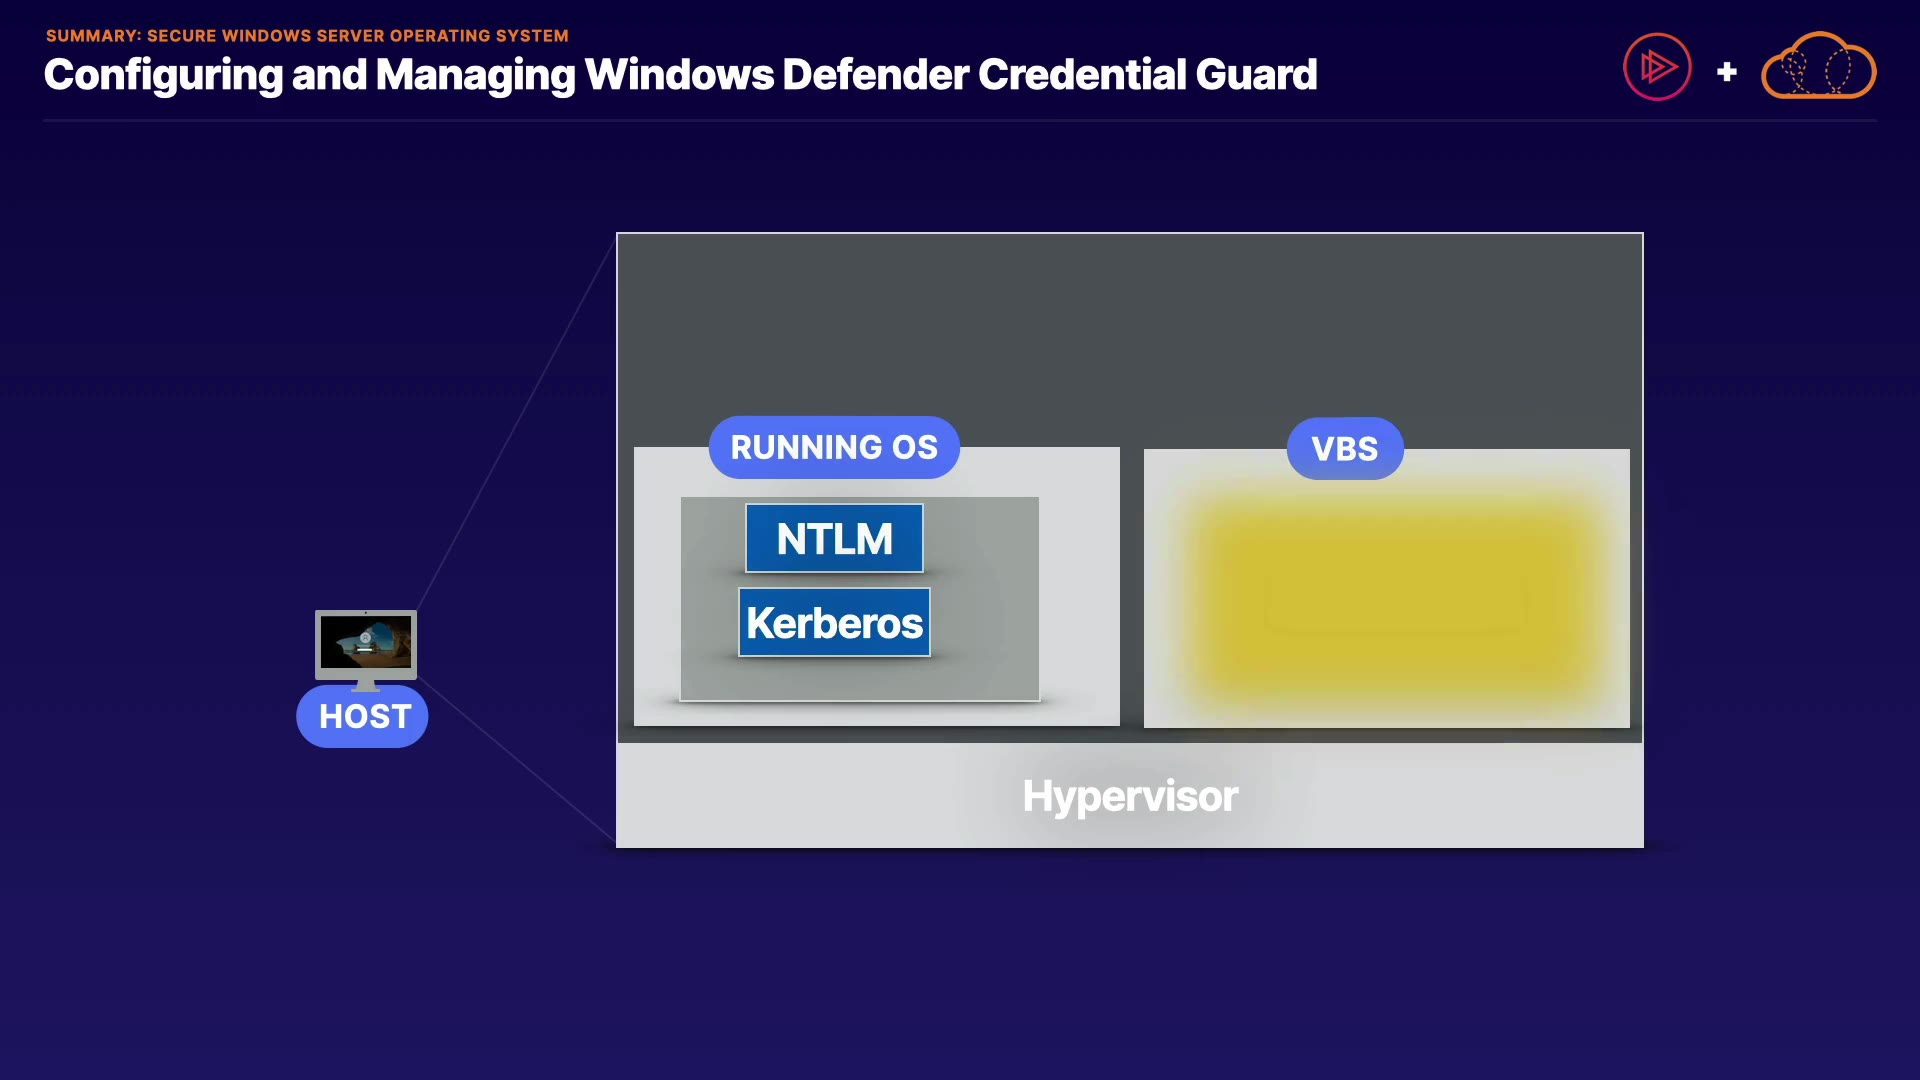 SUMMARY: SECURE WINDOWS SERVER OPERATING SYSTEM
Configuring and Managing Windows Defender Credential Guard
RUNNING OS
VBS
NTLM
Kerberos
HOST
Hypervisor